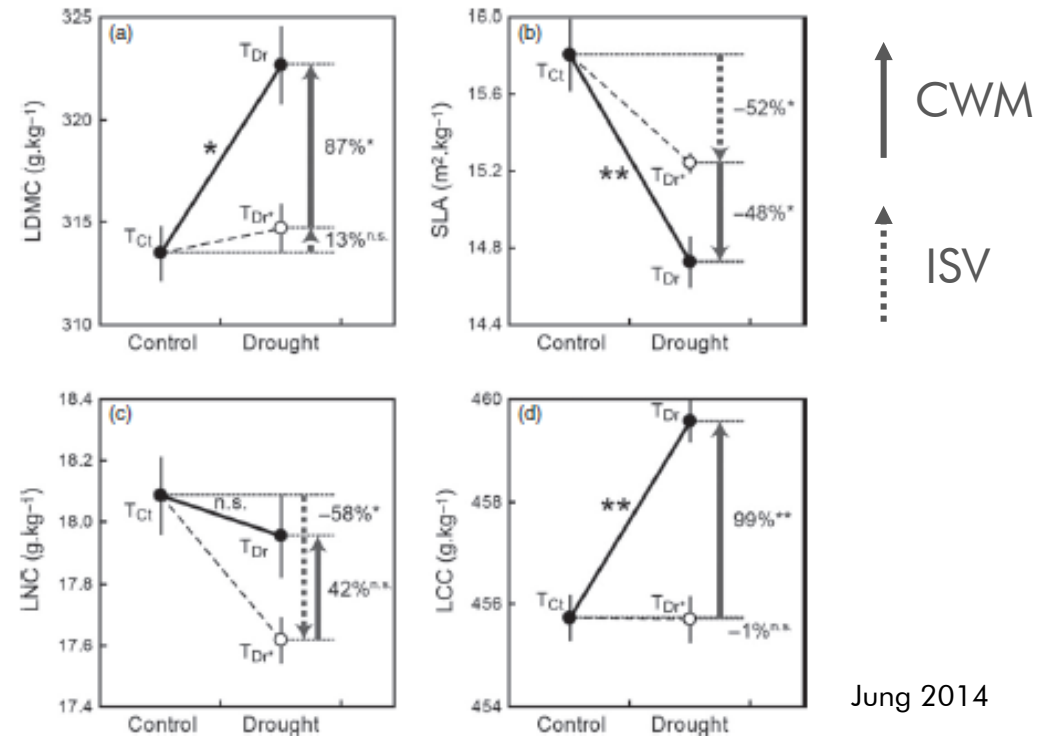 325
(a)
T_Dr
LDMC (g.kg⁻¹)
320
*
87%*
315
T_Ct
T_Dr*
13%ⁿ·ˢ·
310
Control
Drought
16.0
(b)
T_Ct
SLA (m².kg⁻¹)
15.6
–52%*
15.2
**
T_Dr*
–48%*
14.8
T_Dr
14.4
Control
Drought
CWM
ISV
18.4
(c)
LNC (g.kg⁻¹)
18.2
n.s.
–58%*
18.0
T_Ct
T_Dr
17.8
42%ⁿ·ˢ·
17.6
T_Dr*
17.4
Control
Drought
460
(d)
T_Dr
LCC (g.kg⁻¹)
458
**
99%**
456
T_Ct
T_Dr*
–1%ⁿ·ˢ·
454
Control
Drought
Jung 2014